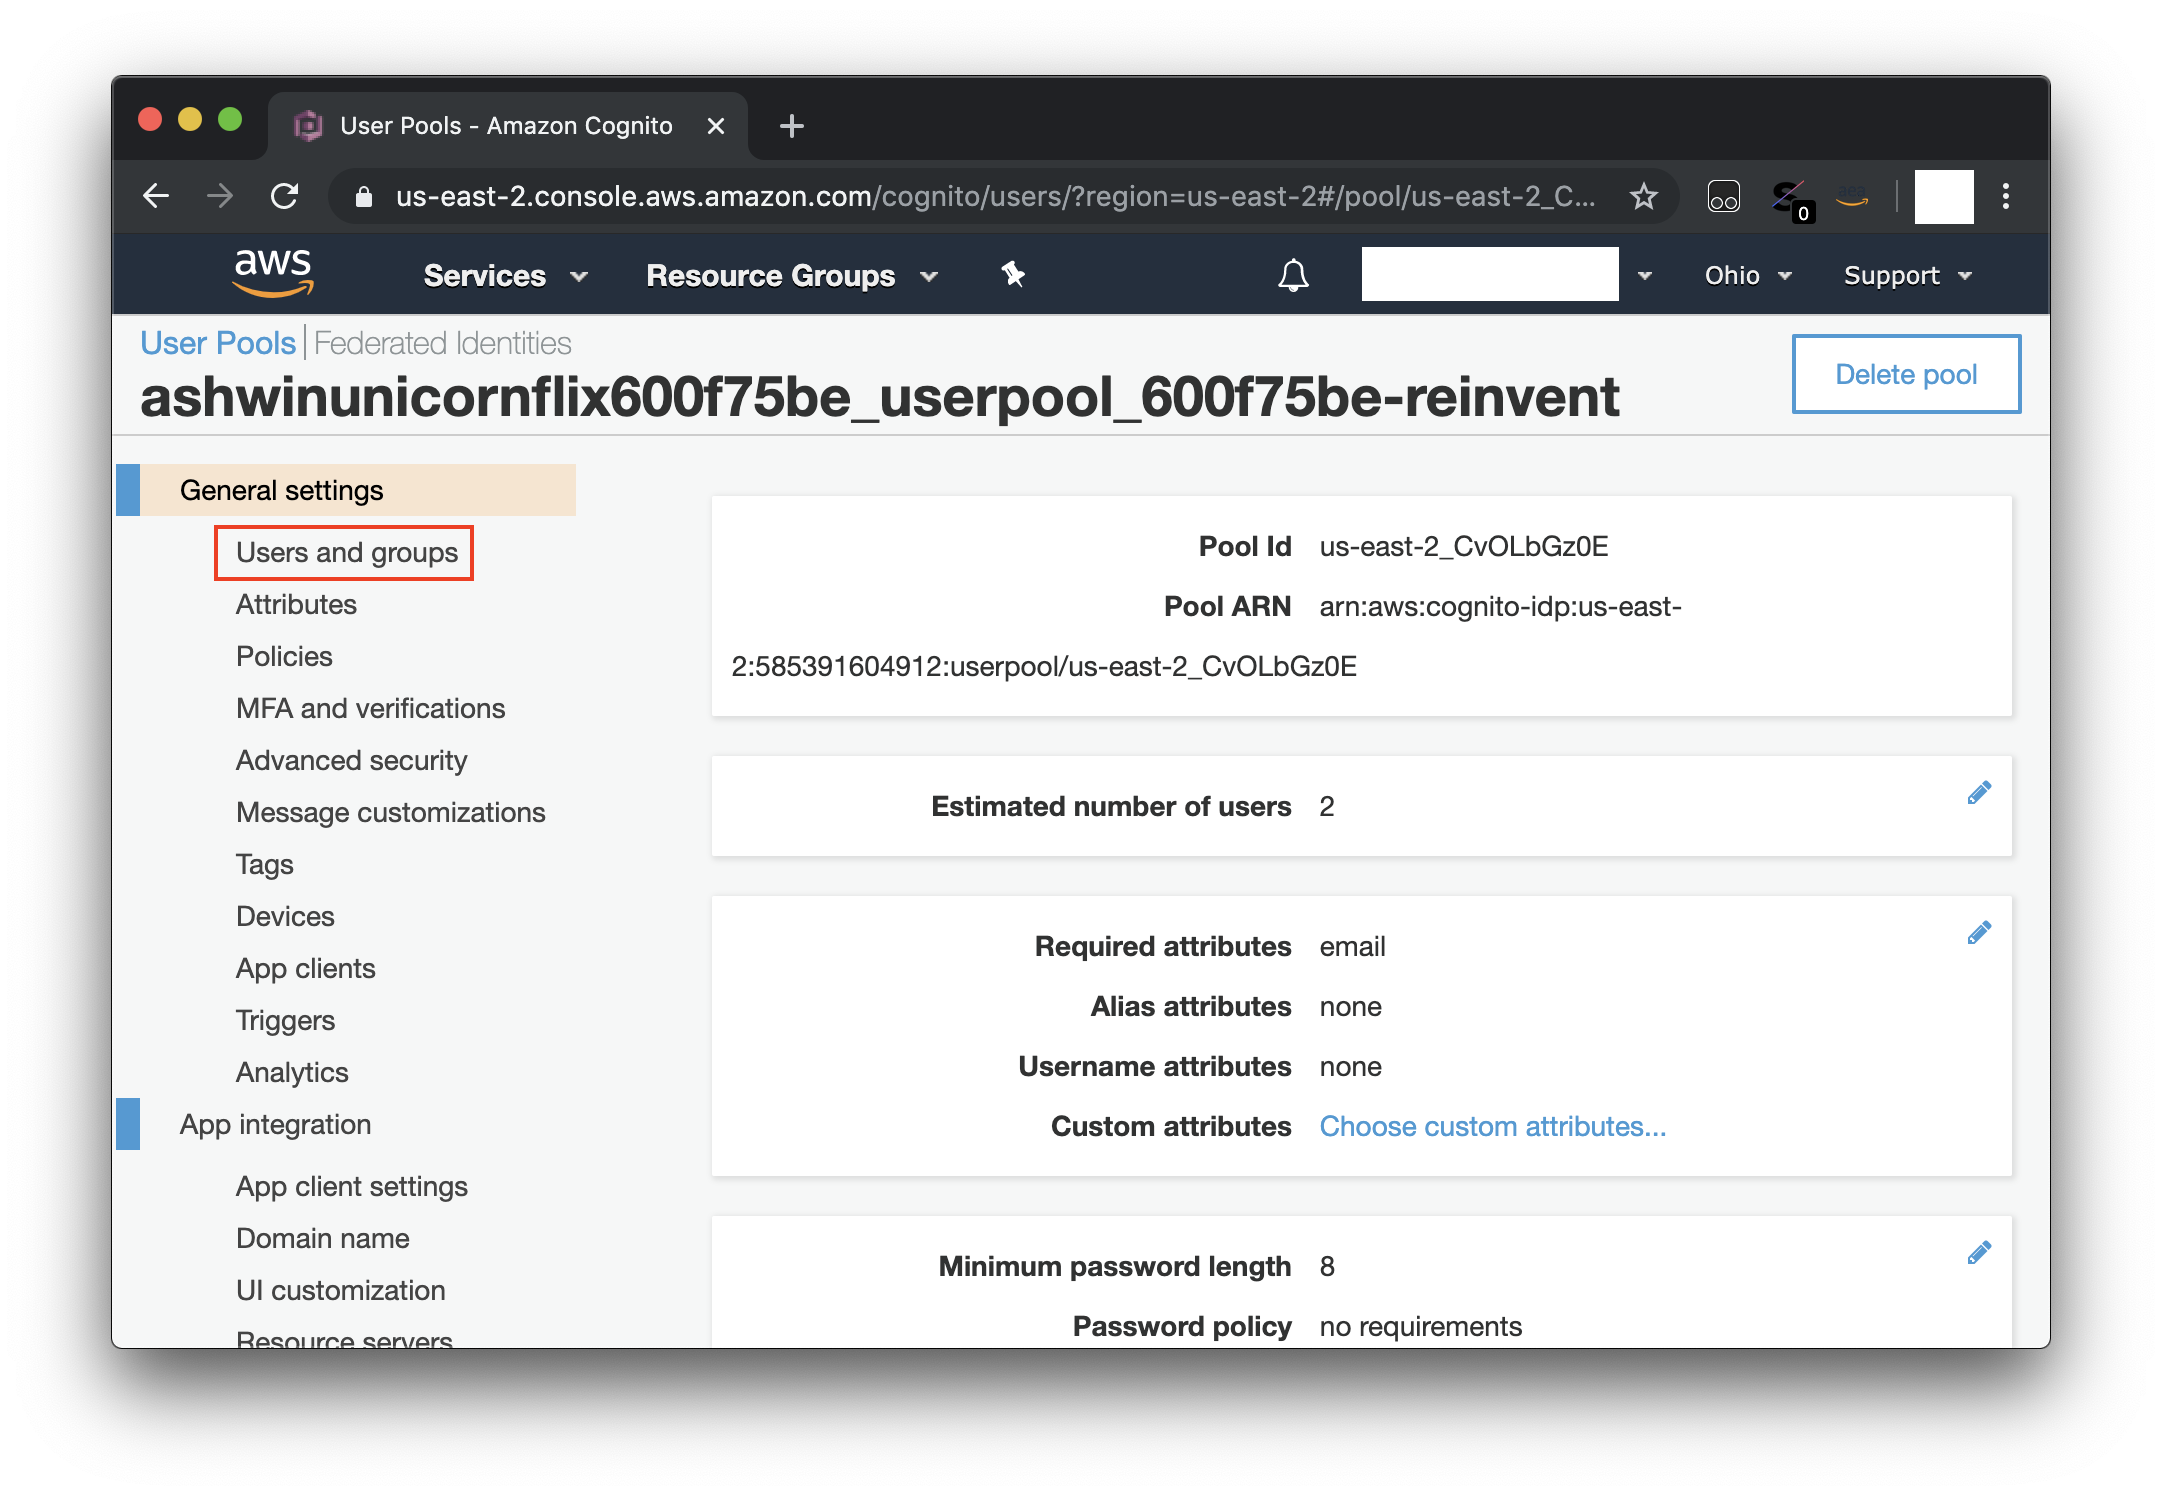 User Pools - Amazon Cognito
us-east-2.console.aws.amazon.com/cognito/users/?region=us-east-2#/pool/us-east-2_C...
0
aws
Services
Resource Groups
Ohio
Support
User Pools
Federated Identities
ashwinunicornflix600f75be_userpool_600f75be-reinvent
Delete pool
General settings
Users and groups
Attributes
Policies
MFA and verifications
Advanced security
Message customizations
Tags
Devices
App clients
Triggers
Analytics
App integration
App client settings
Domain name
UI customization
Resource servers
Pool Id us-east-2_CvOLbGz0E
Pool ARN arn:aws:cognito-idp:us-east-
2:585391604912:userpool/us-east-2_CvOLbGz0E
Estimated number of users 2
Required attributes email
Alias attributes none
Username attributes none
Custom attributes Choose custom attributes...
Minimum password length 8
Password policy no requirements